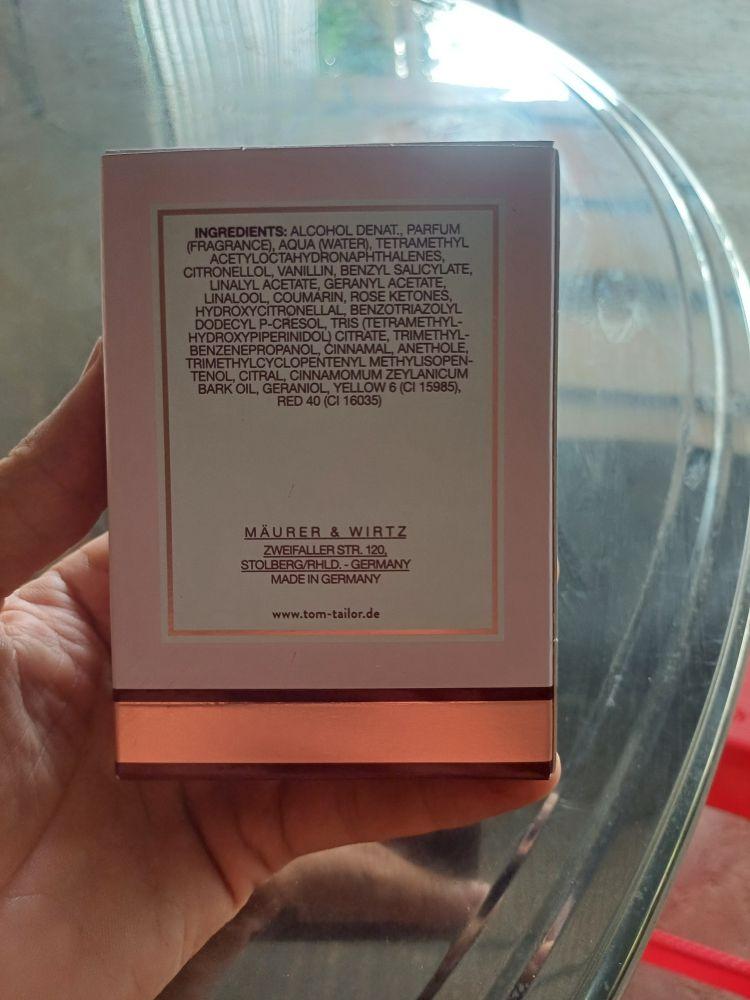 INGREDIENTS: ALCOHOL DENAT., PARFUM
(FRAGRANCE), AQUA (WATER), TETRAMETHYL
ACETYLOCTAHYDRONAPHTHALENES,
CITRONELLOL, VANILLIN, BENZYL SALICYLATE,
LINALYL ACETATE, GERANYL ACETATE,
LINALOOL, COUMARIN, ROSE KETONES,
HYDROXYCITRONELLAL, BENZOTRIAZOLYL
DODECYL P-CRESOL, TRIS (TETRAMETHYL-
HYDROXYPIPERINIDOL) CITRATE, TRIMETHYL-
BENZENEPROPANOL, CINNAMAL, ANETHOLE,
TRIMETHYLCYCLOPENTENYL METHYLISOPEN-
TENOL, CITRAL, CINNAMOMUM ZEYLANICUM
BARK OIL, GERANIOL, YELLOW 6 (CI 15985),
RED 40 (CI 16035)
MÄURER & WIRTZ
ZWEIFALLER STR. 120,
STOLBERG/RHLD. - GERMANY
MADE IN GERMANY
www.tom-tailor.de